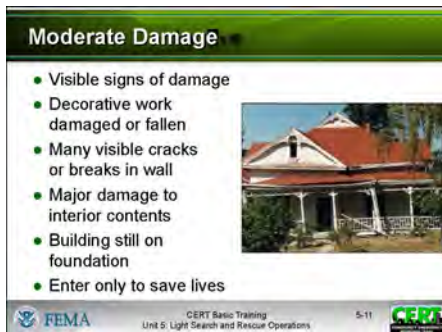 Moderate Damage
• Visible signs of damage
• Decorative work
damaged or fallen
• Many visible cracks
or breaks in wall
• Major damage to
interior contents
• Building still on
foundation
• Enter only to save lives
FEMA
CERT Basic Training
Unit 5: Light Search and Rescue Operations
5-11
CERT